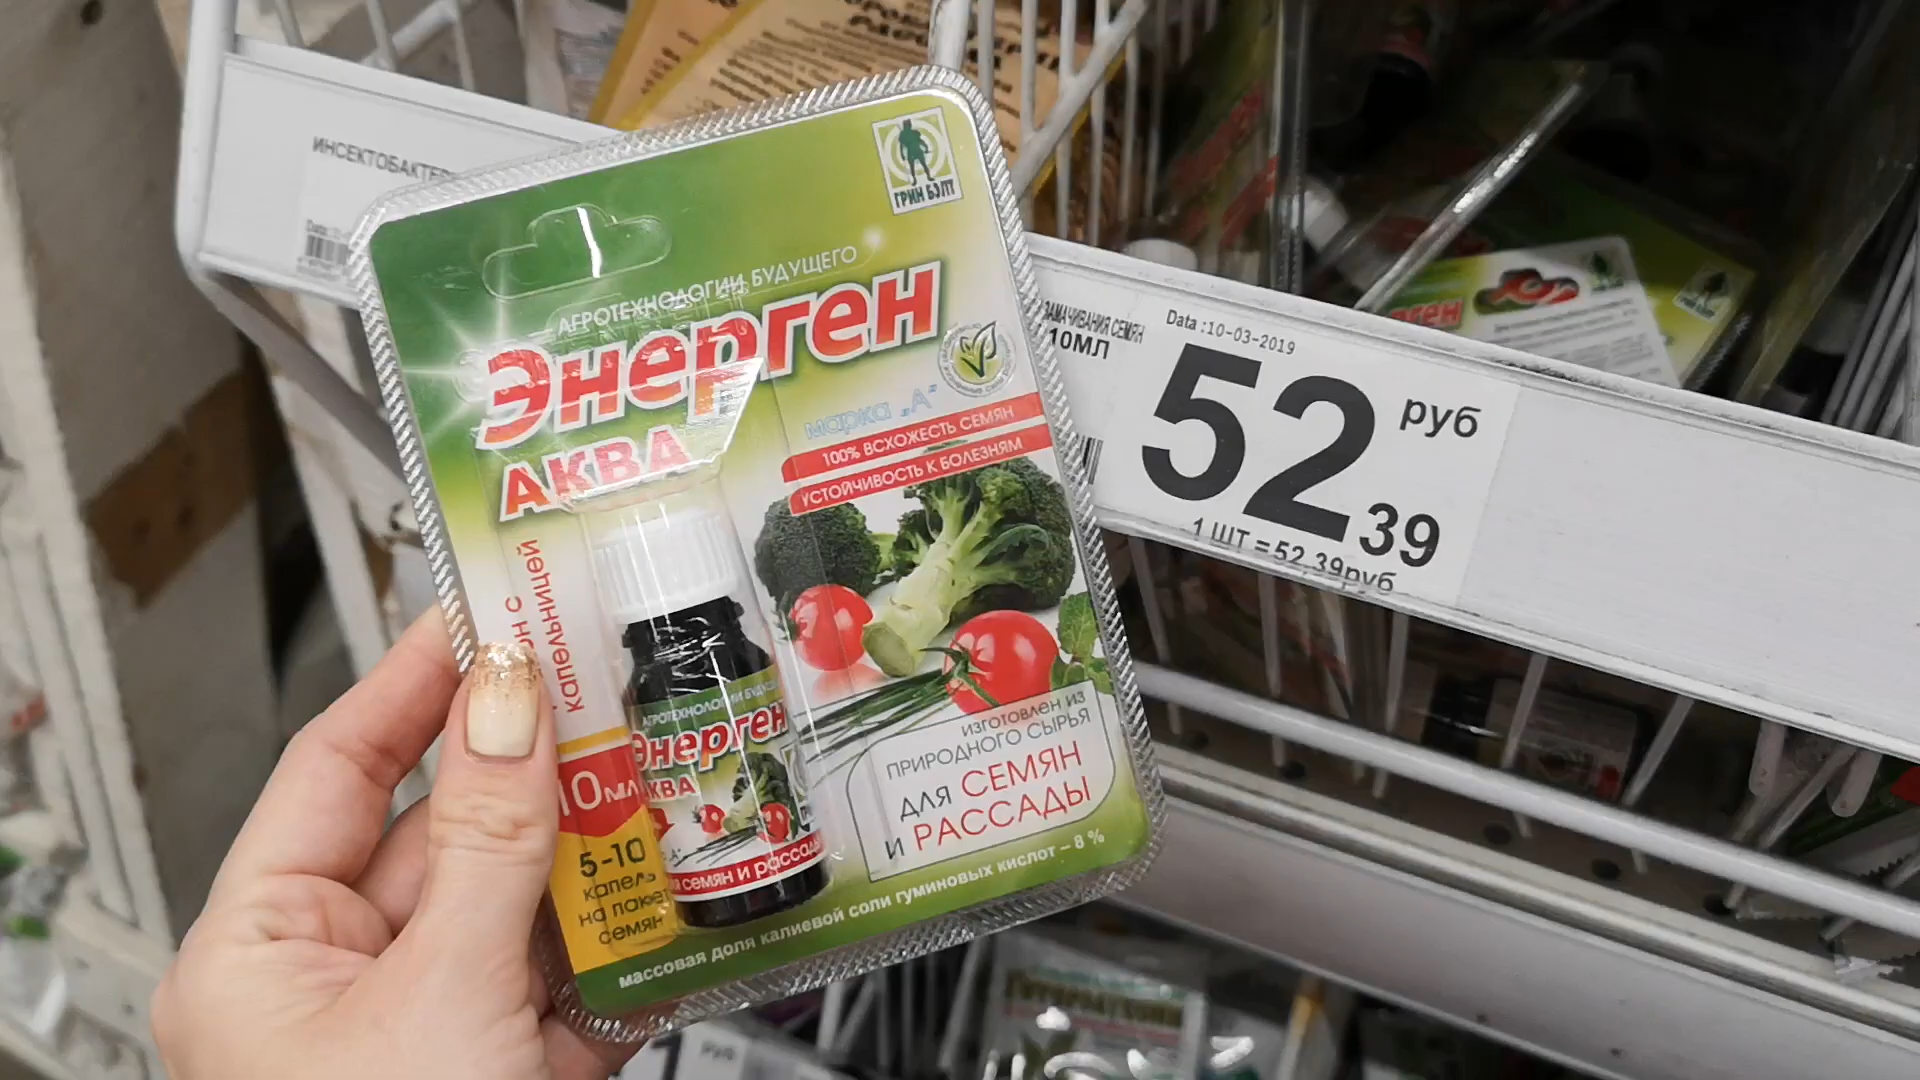 ИНСЕКТОБАКТЕ
ГРИН БЭЛТ
АГРОТЕХНОЛОГИИ БУДУЩЕГО
Энерген
АКВА
марка „А"
100% ВСХОЖЕСТЬ СЕМЯН
УСТОЙЧИВОСТЬ К БОЛЕЗНЯМ
капельницей
10мл
5-10
капель
на пакет
семян
АГРОТЕХНОЛОГИИ БУДУЩ
Энерген
АКВА
семян и рассады
изготовлен из
природного сырья
для СЕМЯН
и РАССАДЫ
массовая доля калиевой соли гуминовых кислот – 8 %
ЗАМАЧИВАНИЯ СЕМЯН
10МЛ
Data :10-03-2019
52 руб
39
1 ШТ = 52,39руб